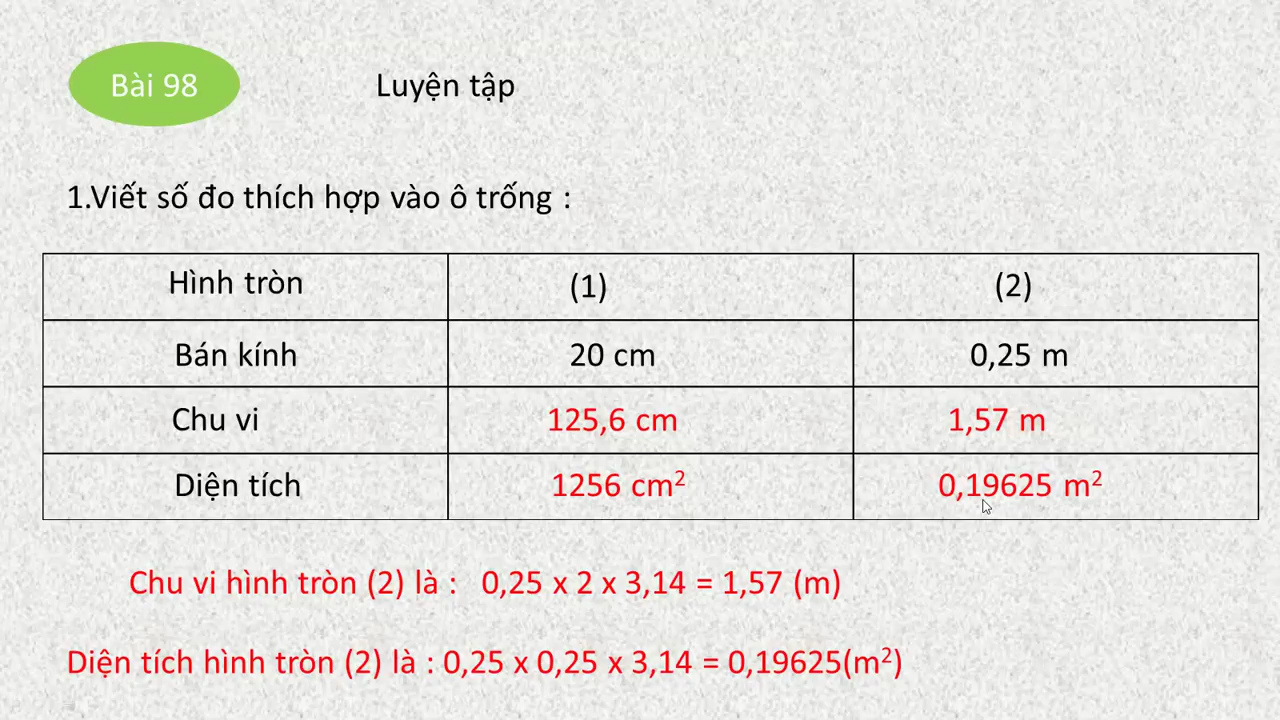 Bài 98
Luyện tập
1.Viết số đo thích hợp vào ô trống :
Hình tròn (1) (2)
Bán kính 20 cm 0,25 m
Chu vi 125,6 cm 1,57 m
Diện tích 1256 cm² 0,19625 m²
Chu vi hình tròn (2) là : 0,25 x 2 x 3,14 = 1,57 (m)
Diện tích hình tròn (2) là : 0,25 x 0,25 x 3,14 = 0,19625(m²)